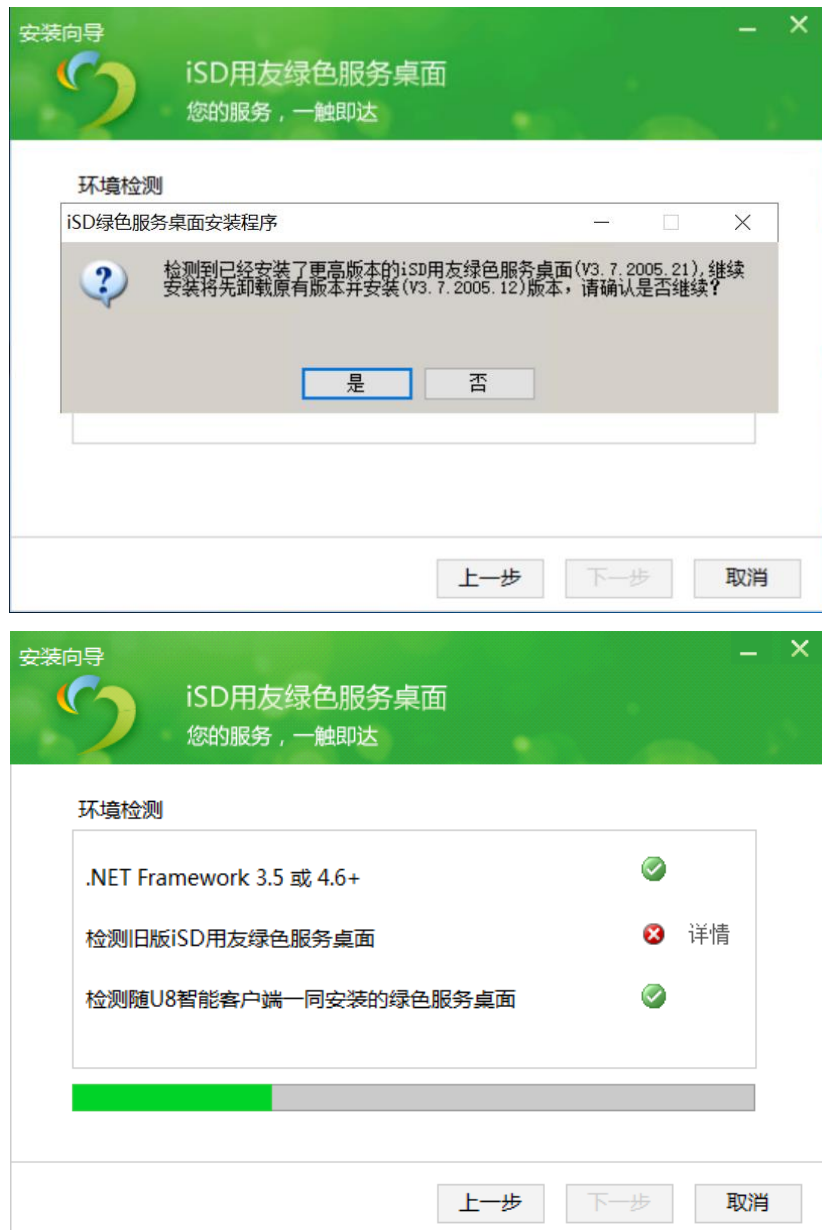 安装向导
iSD用友绿色服务桌面
您的服务，一触即达
环境检测
iSD绿色服务桌面安装程序
检测到已经安装了更高版本的iSD用友绿色服务桌面(V3.7.2005.21),继续
安装将先卸载原有版本并安装(V3.7.2005.12)版本，请确认是否继续?
是 否
上一步 下一步 取消
安装向导
iSD用友绿色服务桌面
您的服务，一触即达
环境检测
.NET Framework 3.5 或 4.6+
检测旧版iSD用友绿色服务桌面 详情
检测随U8智能客户端一同安装的绿色服务桌面
上一步 下一步 取消